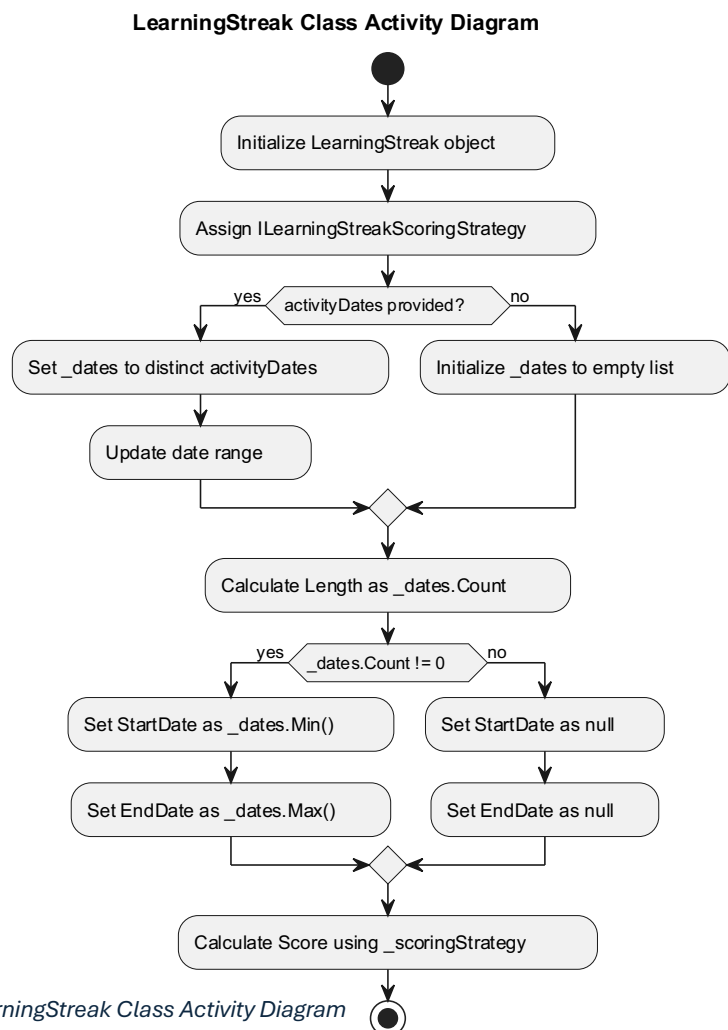 LearningStreak Class Activity Diagram
Initialize LearningStreak object
Assign ILearningStreakScoringStrategy
yes
activityDates provided?
no
Set _dates to distinct activityDates
Initialize _dates to empty list
Update date range
Calculate Length as _dates.Count
yes
_dates.Count != 0
no
Set StartDate as _dates.Min()
Set StartDate as null
Set EndDate as _dates.Max()
Set EndDate as null
Calculate Score using _scoringStrategy
rningStreak Class Activity Diagram